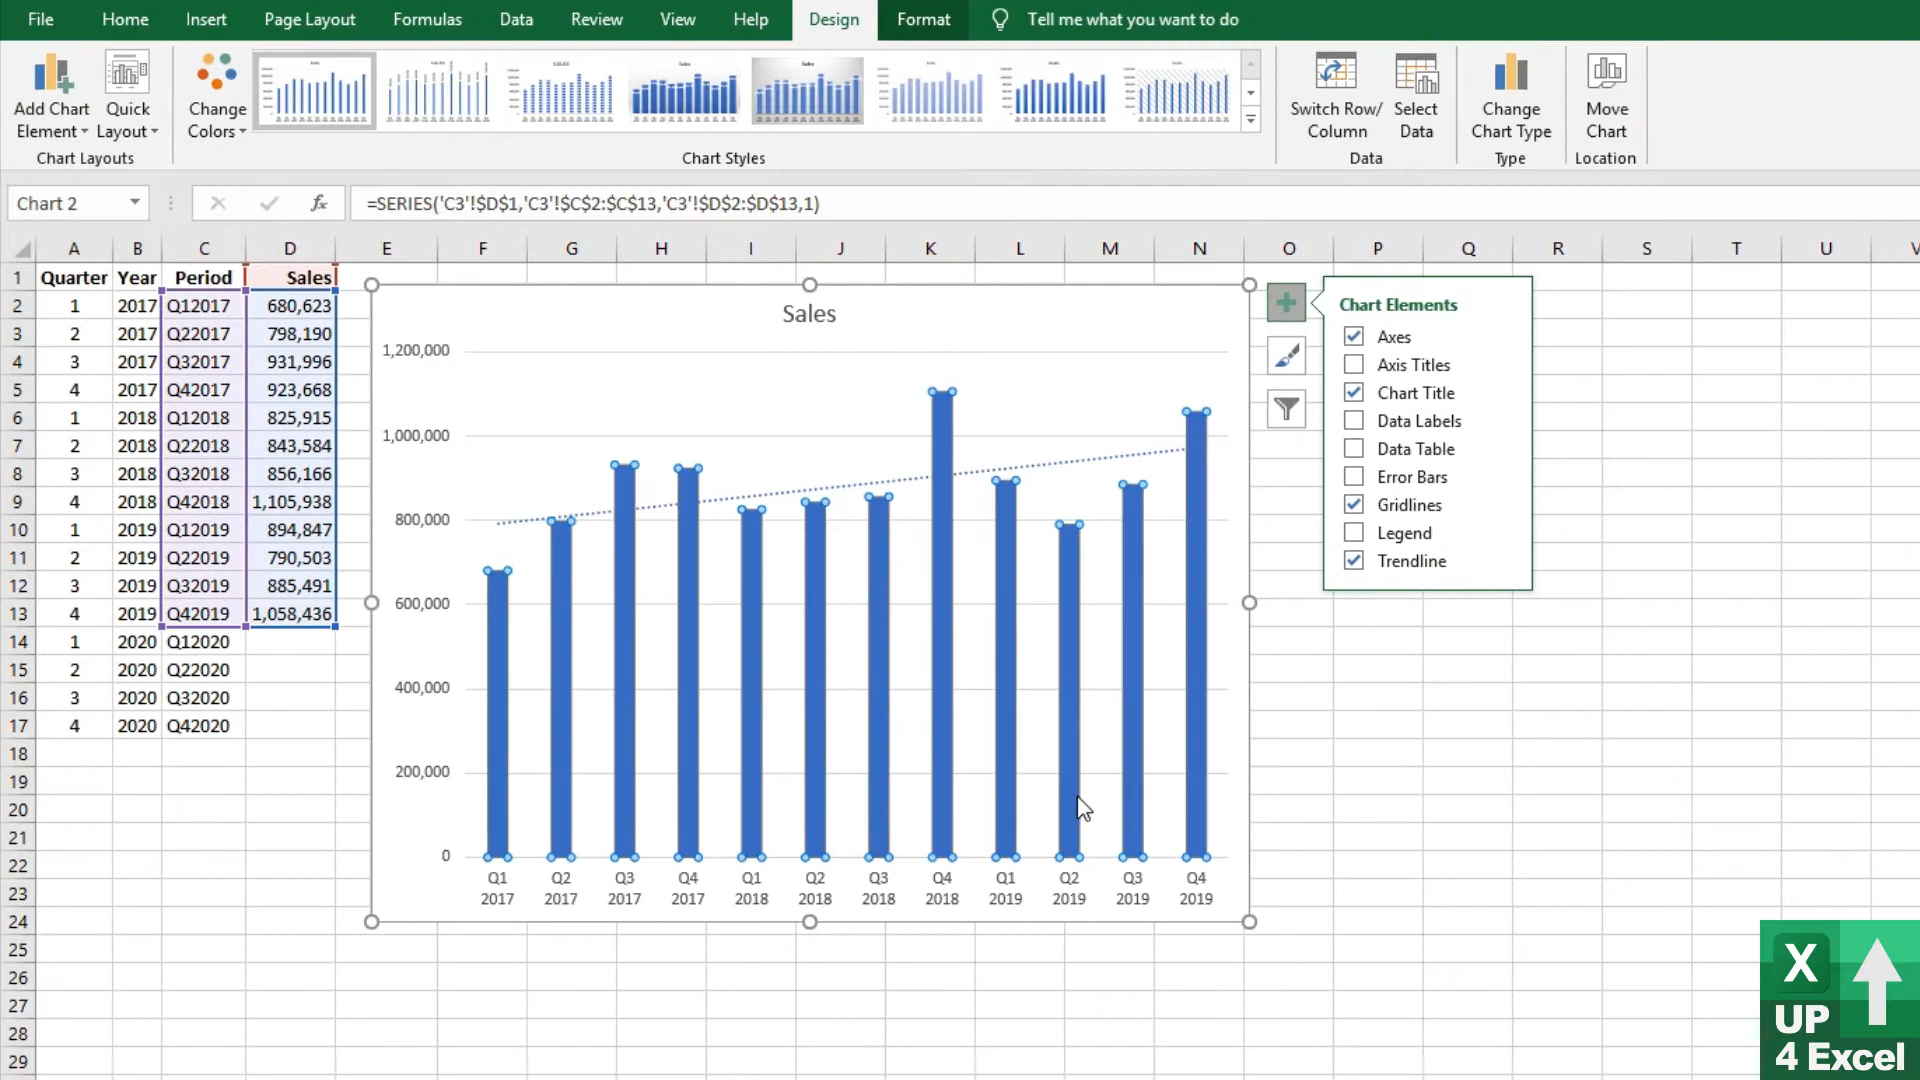 File Home Insert Page Layout Formulas Data Review View Help Design Format Tell me what you want to do
Add Chart Element
Quick Layout
Change Colors
Switch Row/ Column
Select Data
Change Chart Type
Move Chart
Chart Layouts Chart Styles Data Type Location
Chart 2 fx =SERIES('C3'!$D$1,'C3'!$C$2:$C$13,'C3'!$D$2:$D$13,1)
A B C D E F G H I J K L M N O P Q R S T U V
1 Quarter Year Period Sales
2 1 2017 Q12017 680,623
3 2 2017 Q22017 798,190
4 3 2017 Q32017 931,996
5 4 2017 Q42017 923,668
6 1 2018 Q12018 825,915
7 2 2018 Q22018 843,584
8 3 2018 Q32018 856,166
9 4 2018 Q42018 1,105,938
10 1 2019 Q12019 894,847
11 2 2019 Q22019 790,503
12 3 2019 Q32019 885,491
13 4 2019 Q42019 1,058,436
14 1 2020 Q12020
15 2 2020 Q22020
16 3 2020 Q32020
17 4 2020 Q42020
18
19
20
21
22
23
24
25
26
27
28
29
Sales
1,200,000
1,000,000
800,000
600,000
400,000
200,000
0
Q1 Q2 Q3 Q4 Q1 Q2 Q3 Q4 Q1 Q2 Q3 Q4
2017 2017 2017 2017 2018 2018 2018 2018 2019 2019 2019 2019
Chart Elements
Axes
Axis Titles
Chart Title
Data Labels
Data Table
Error Bars
Gridlines
Legend
Trendline
X
UP
4 Excel